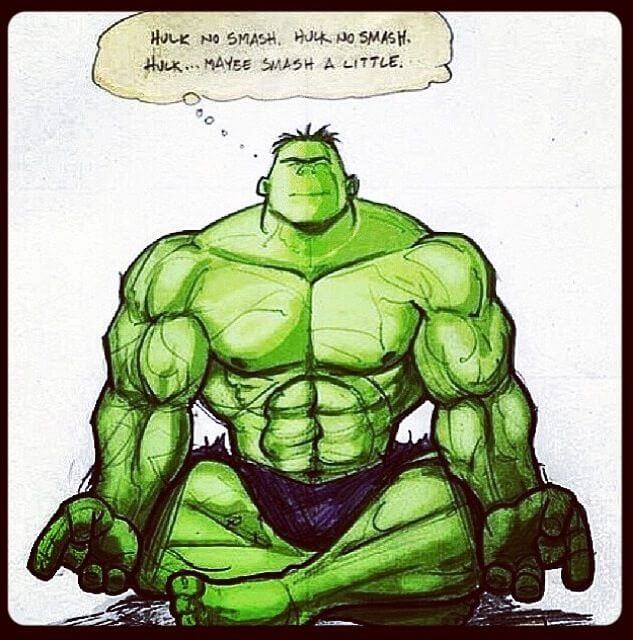 HULK NO SMASH. HULK NO SMASH.
HULK... MAYBE SMASH A LITTLE.